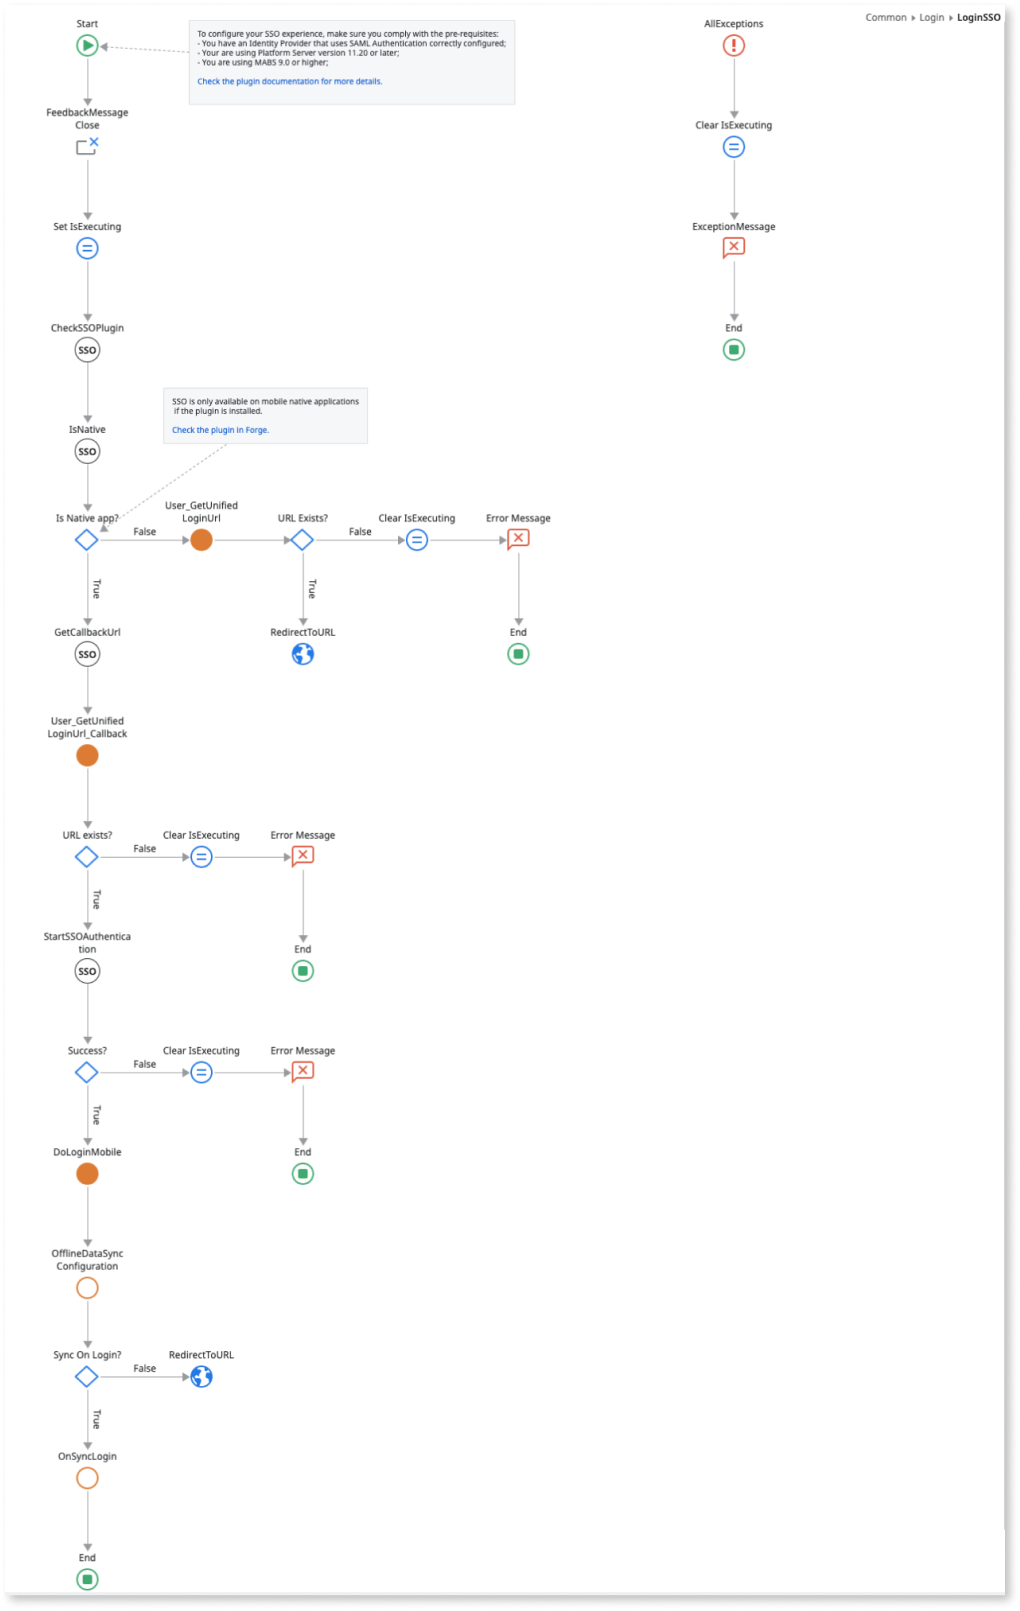 Common ▸ Login ▸ LoginSSO
Start
To configure your SSO experience, make sure you comply with the pre-requisites:
- You have an Identity Provider that uses SAML Authentication correctly configured;
- Your are using Platform Server version 11.20 or later;
- You are using MABS 9.0 or higher;
Check the plugin documentation for more details.
AllExceptions
FeedbackMessage
Close
Clear IsExecuting
Set IsExecuting
ExceptionMessage
CheckSSOPlugin
SSO
End
SSO is only available on mobile native applications
if the plugin is installed.
Check the plugin in Forge.
IsNative
SSO
Is Native app?
False
User_GetUnified
LoginUrl
URL Exists?
False
Clear IsExecuting
Error Message
True
True
GetCallbackUrl
SSO
RedirectToURL
End
User_GetUnified
LoginUrl_Callback
URL exists?
False
Clear IsExecuting
Error Message
True
StartSSOAuthentica
tion
SSO
End
Success?
False
Clear IsExecuting
Error Message
True
DoLoginMobile
End
OfflineDataSync
Configuration
Sync On Login?
False
RedirectToURL
True
OnSyncLogin
End